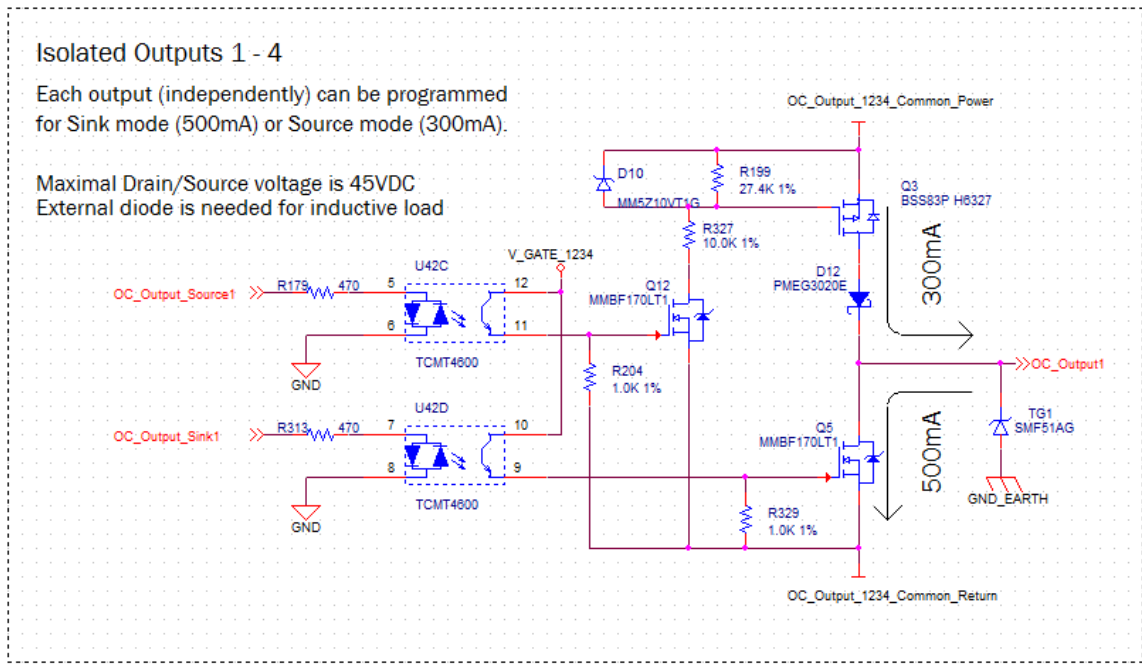 Isolated Outputs 1 - 4
Each output (independently) can be programmed
for Sink mode (500mA) or Source mode (300mA).
Maximal Drain/Source voltage is 45VDC
External diode is needed for inductive load
OC_Output_1234_Common_Power
D10
MM5Z10VT1G
R199
27.4K 1%
Q3
BSS83P H6327
R327
10.0K 1%
V_GATE_1234
U42C
D12
PMEG3020E
300mA
Q12
MMBF170LT1
OC_Output_Source1
R179 470
5
12
6
11
TCMT4600
GND
R204
1.0K 1%
OC_Output1
U42D
TG1
SMF51AG
OC_Output_Sink1
R313 470
7
10
8
9
TCMT4600
GND
Q5
MMBF170LT1
500mA
GND_EARTH
R329
1.0K 1%
OC_Output_1234_Common_Return